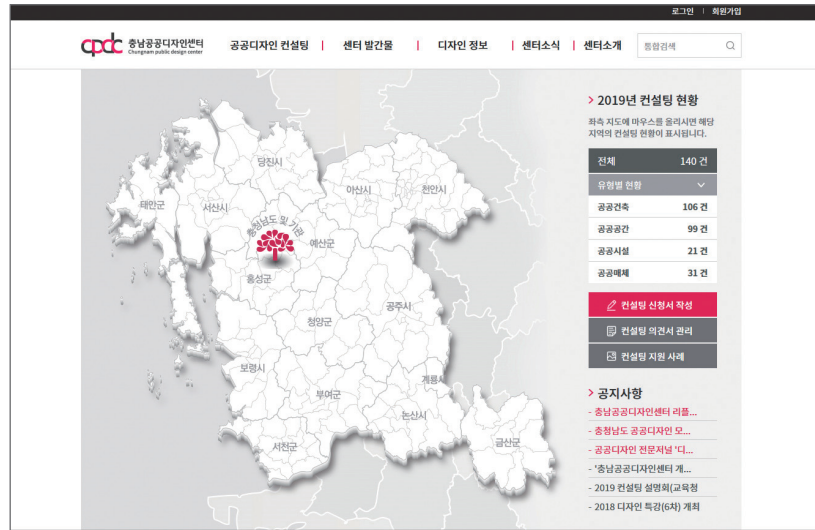 로그인 | 회원가입
cpdc 충남공공디자인센터
Chungnam public design center
공공디자인 컨설팅 | 센터 발간물 | 디자인 정보 | 센터소식 | 센터소개 통합검색
> 2019년 컨설팅 현황
좌측 지도에 마우스를 올리시면 해당
지역의 컨설팅 현황이 표시됩니다.
전체 140 건
유형별 현황
공공건축 106 건
공공공간 99 건
공공시설 21 건
공공매체 31 건
컨설팅 신청서 작성
컨설팅 의견서 관리
컨설팅 지원 사례
> 공지사항
- 충남공공디자인센터 리플...
- 충청남도 공공디자인 모...
- 공공디자인 전문저널 '디...
- '충남공공디자인센터 개...
- 2019 컨설팅 설명회(교육청
- 2018 디자인 특강(6차) 개최
당진시
아산시
천안시
태안군
서산시
충청남도 및 기관
예산군
홍성군
공주시
청양군
보령시
계룡시
부여군
논산시
서천군
금산군